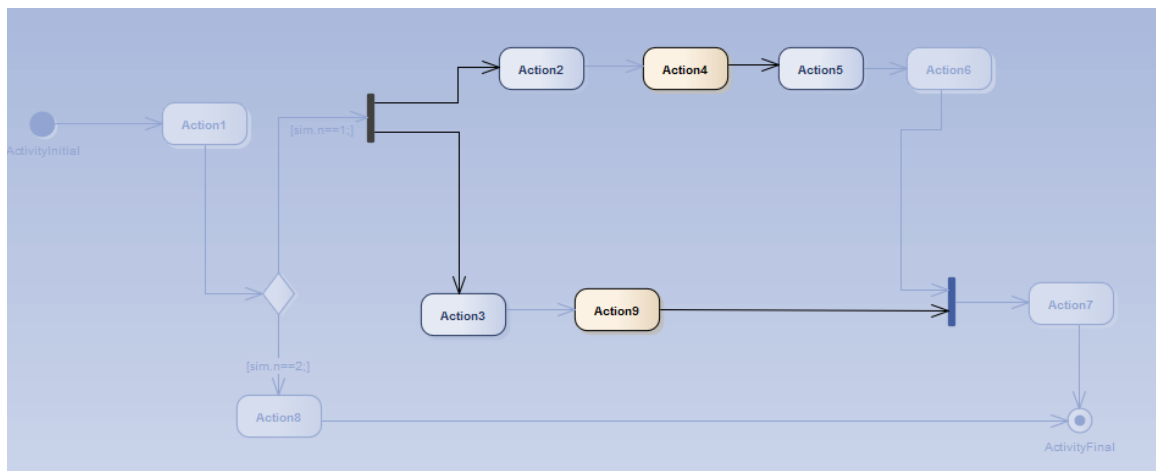 Action2
Action4
Action5
Action6
Action1
[sim.n==1;]
ActivityInitial
Action3
Action9
Action7
[sim.n==2;]
Action8
ActivityFinal